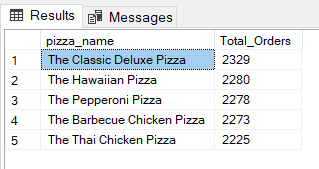 Results Messages
pizza_name Total_Orders
1 The Classic Deluxe Pizza 2329
2 The Hawaiian Pizza 2280
3 The Pepperoni Pizza 2278
4 The Barbecue Chicken Pizza 2273
5 The Thai Chicken Pizza 2225